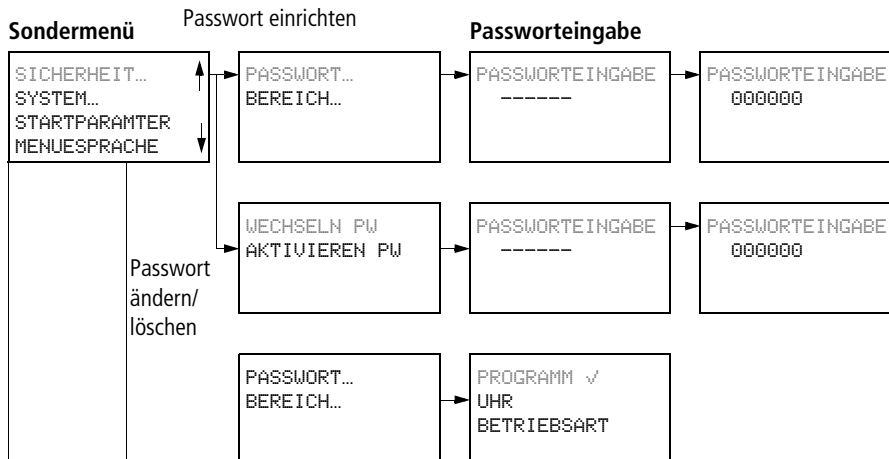 Passwort einrichten
Sondermenü
Passworteingabe
SICHERHEIT…
SYSTEM…
STARTPARAMTER
MENUESPRACHE
PASSWORT…
BEREICH…
PASSWORTEINGABE
------
PASSWORTEINGABE
000000
Passwort
ändern/
löschen
WECHSELN PW
AKTIVIEREN PW
PASSWORTEINGABE
------
PASSWORTEINGABE
000000
PASSWORT…
BEREICH…
PROGRAMM √
UHR
BETRIEBSART